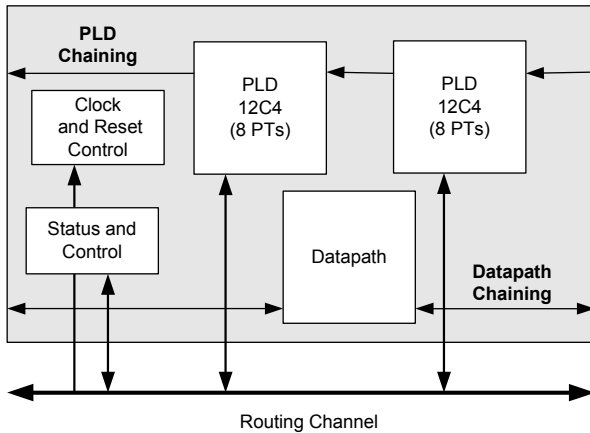 PLD
Chaining
PLD
12C4
(8 PTs)
PLD
12C4
(8 PTs)
Clock
and Reset
Control
Status and
Control
Datapath
Datapath
Chaining
Routing Channel